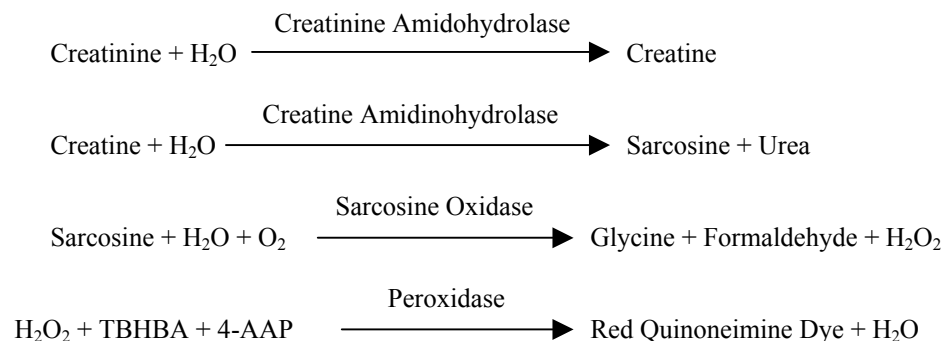 Creatinine Amidohydrolase
Creatinine + H₂O Creatine
Creatine Amidinohydrolase
Creatine + H₂O Sarcosine + Urea
Sarcosine Oxidase
Sarcosine + H₂O + O₂ Glycine + Formaldehyde + H₂O₂
Peroxidase
H₂O₂ + TBHBA + 4-AAP Red Quinoneimine Dye + H₂O